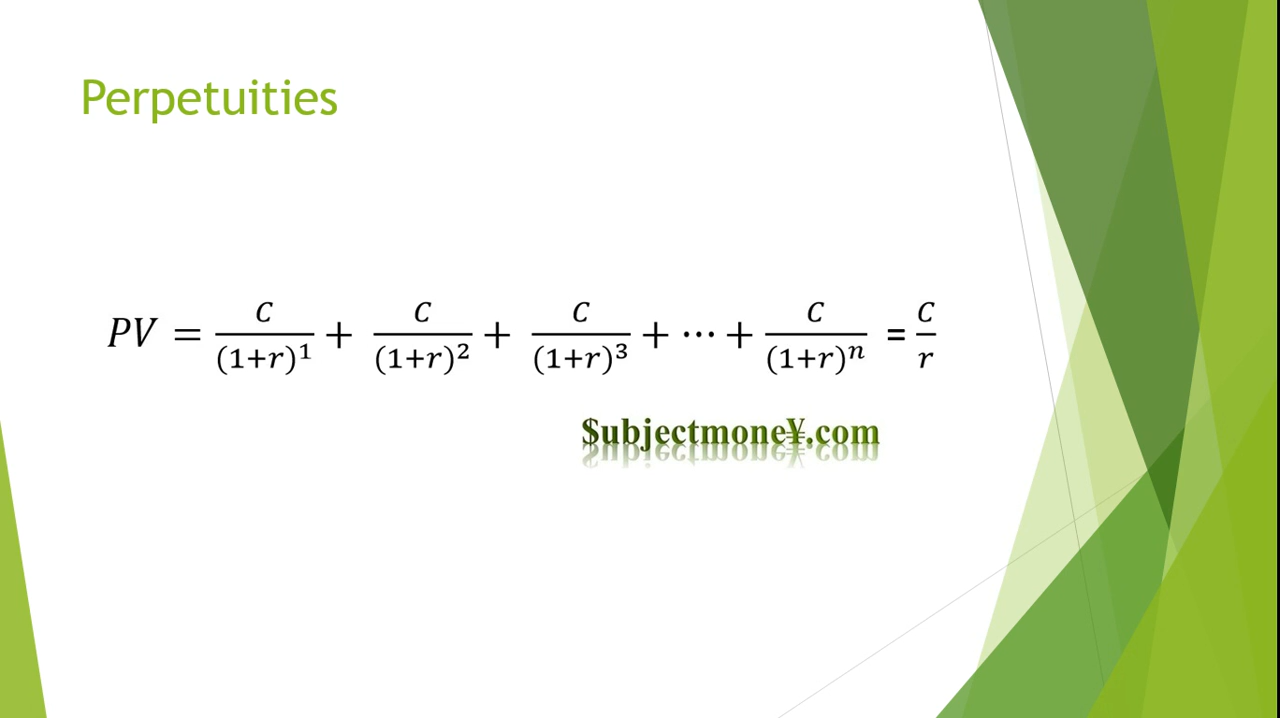 Perpetuities
PV = C/(1+r)^1 + C/(1+r)^2 + C/(1+r)^3 + ⋯ + C/(1+r)^n = C/r
$ubjectmone¥.com